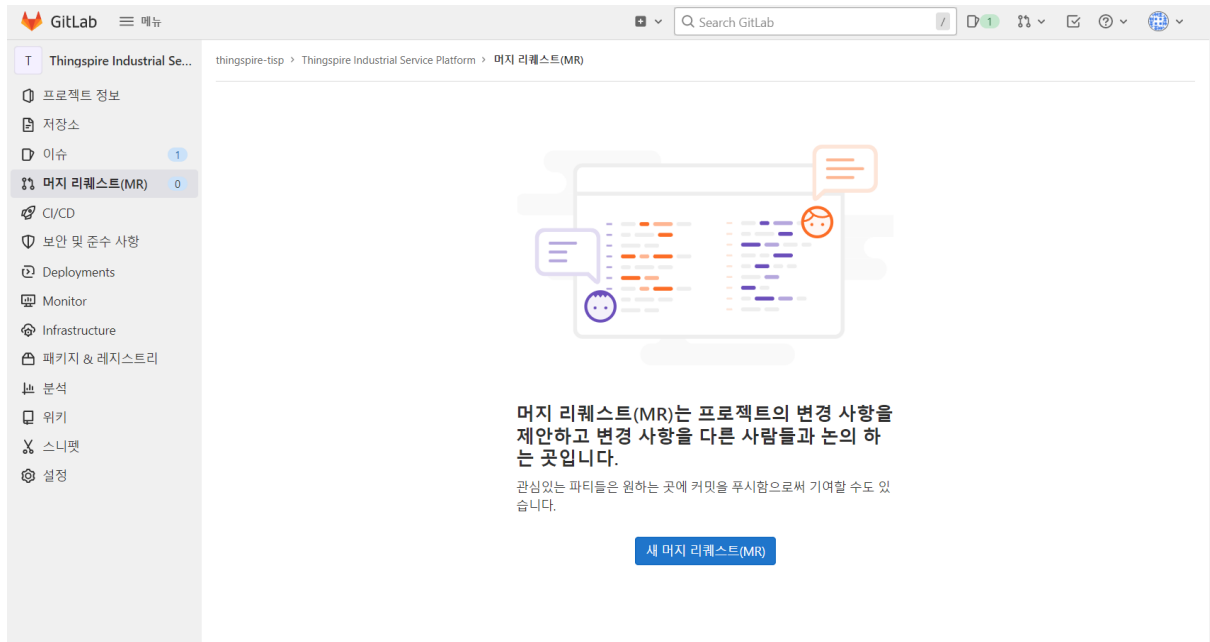 GitLab 메뉴 Search GitLab / 1
T Thingspire Industrial Se...
thingspire-tisp > Thingspire Industrial Service Platform > 머지 리퀘스트(MR)
프로젝트 정보
저장소
이슈 1
머지 리퀘스트(MR) 0
CI/CD
보안 및 준수 사항
Deployments
Monitor
Infrastructure
패키지 & 레지스트리
분석
위키
스니펫
설정
머지 리퀘스트(MR)는 프로젝트의 변경 사항을
제안하고 변경 사항을 다른 사람들과 논의 하
는 곳입니다.
관심있는 파티들은 원하는 곳에 커밋을 푸시함으로써 기여할 수도 있
습니다.
새 머지 리퀘스트(MR)